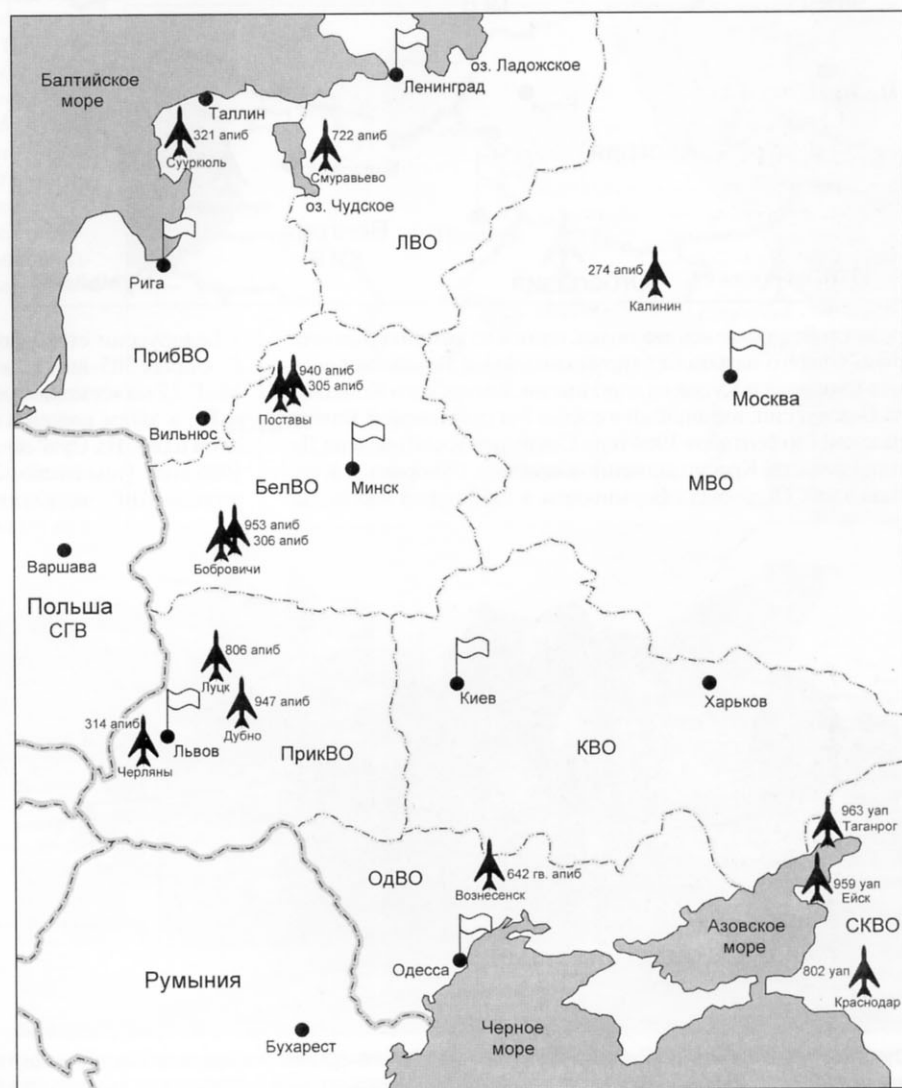 Балтийское
море
Таллин
321 апиб
Сууркюль
Ленинград
оз. Ладожское
722 апиб
Смуравьево
оз. Чудское
ЛВО
Рига
274 апиб
Калинин
ПрибВО
940 апиб
305 апиб
Поставы
Москва
Вильнюс
Минск
БелВО
МВО
953 апиб
306 апиб
Бобровичи
Варшава
Польша
СГВ
806 апиб
Луцк
947 апиб
Дубно
314 апиб
Львов
Черляны
ПрикВО
Киев
Харьков
КВО
963 уап
Таганрог
642 гв. апиб
Вознесенск
ОдВО
959 уап
Ейск
Азовское
море
СКВО
Одесса
802 уап
Краснодар
Румыния
Бухарест
Черное
море